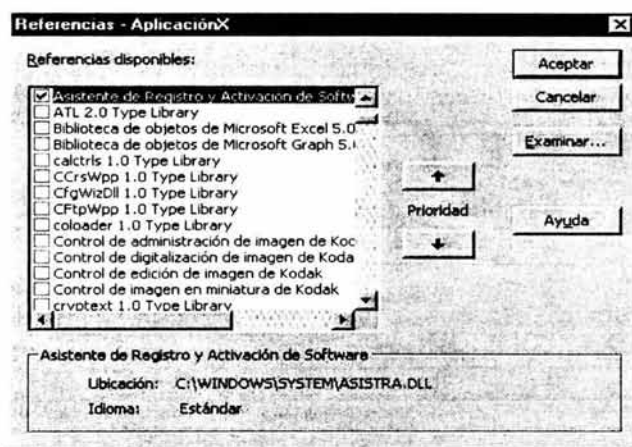 Referencias - AplicaciónX
Referencias disponibles:
Asistente de Registro y Activación de Softw
ATL 2.0 Type Library
Biblioteca de objetos de Microsoft Excel 5.0
Biblioteca de objetos de Microsoft Graph 5.
calctrls 1.0 Type Library
CCrsWpp 1.0 Type Library
CfgWizDll 1.0 Type Library
CFtpWpp 1.0 Type Library
coloader 1.0 Type Library
Control de administración de imagen de Koc
Control de digitalización de imagen de Koda
Control de edición de imagen de Kodak
Control de imagen en miniatura de Kodak
cryptext 1.0 Type Library
Prioridad
Aceptar
Cancelar
Examinar...
Ayuda
Asistente de Registro y Activación de Software
Ubicación: C:\WINDOWS\SYSTEM\ASISTRA.DLL
Idioma: Estándar